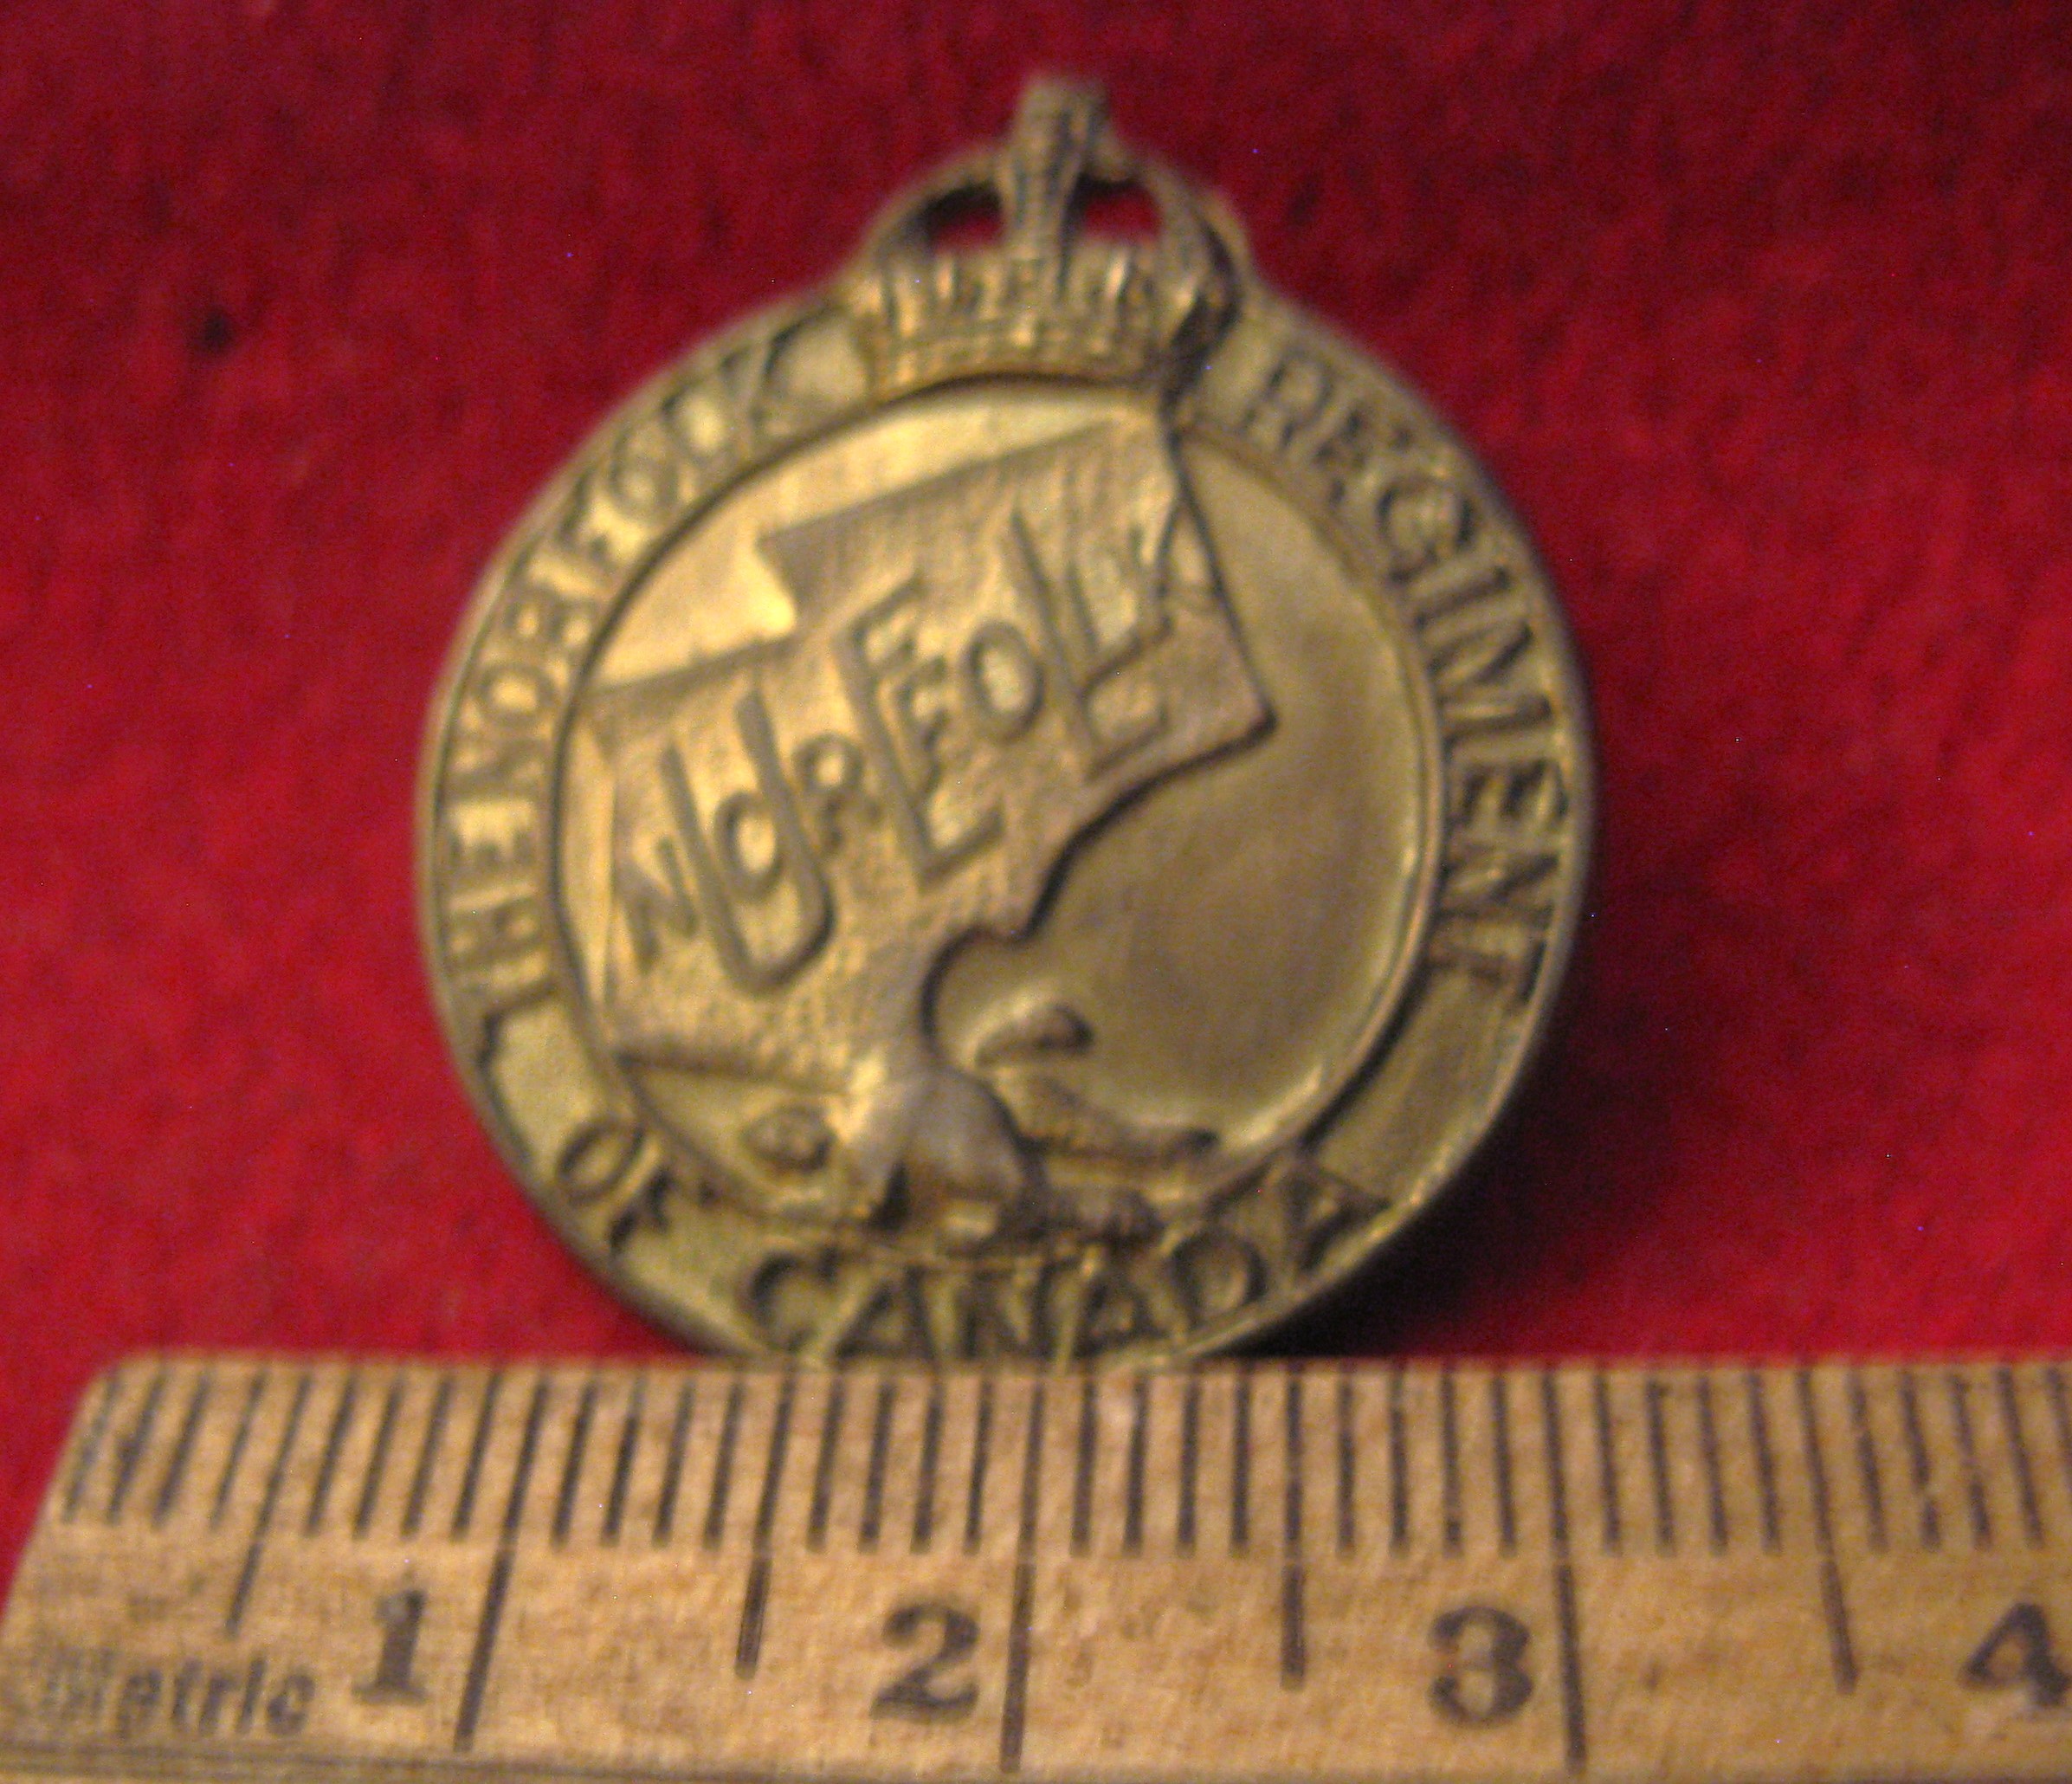 THE NORFOLK REGIMENT
OF CANADA
NORFOLK
Metric 1 2 3 4